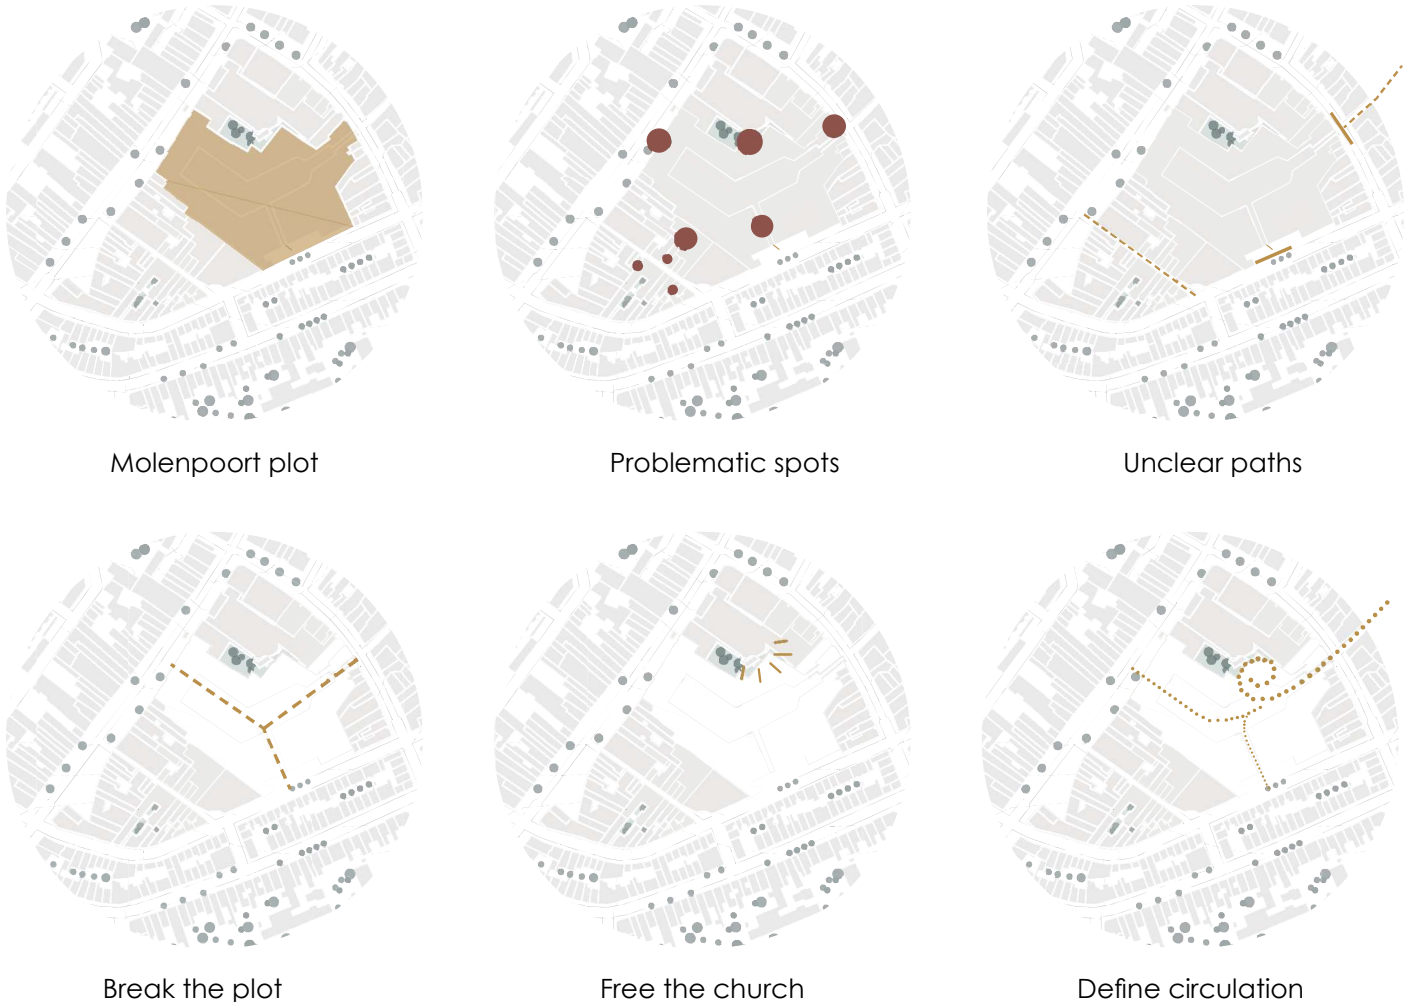 Molenpoort plot
Problematic spots
Unclear paths
Break the plot
Free the church
Define circulation